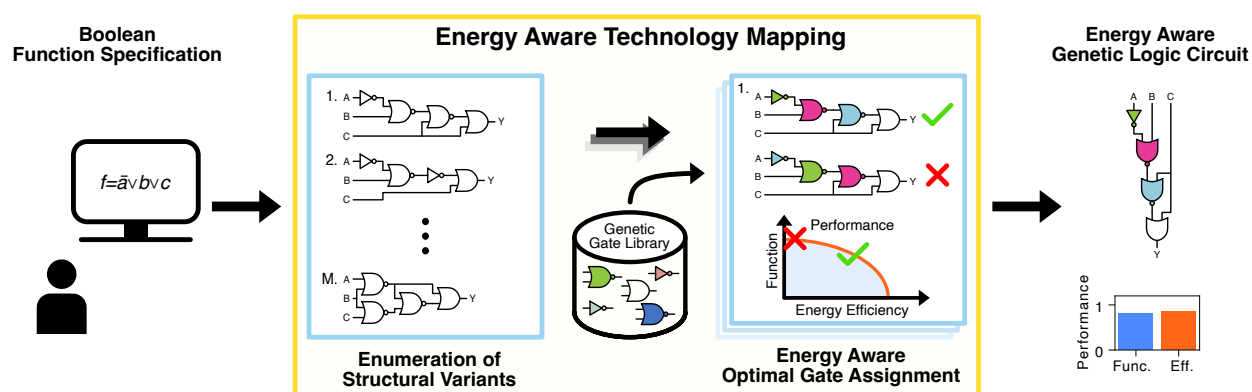 Boolean
Function Specification
f=āvbvc
Energy Aware Technology Mapping
1.
A
B
C
Y
2.
A
B
C
Y
M.
A
B
C
Y
Enumeration of
Structural Variants
Genetic
Gate Library
1.
A
B
C
Y
A
B
C
Y
Performance
Function
Energy Efficiency
Energy Aware
Optimal Gate Assignment
Energy Aware
Genetic Logic Circuit
A B C
Y
Performance
1
0
Func. Eff.